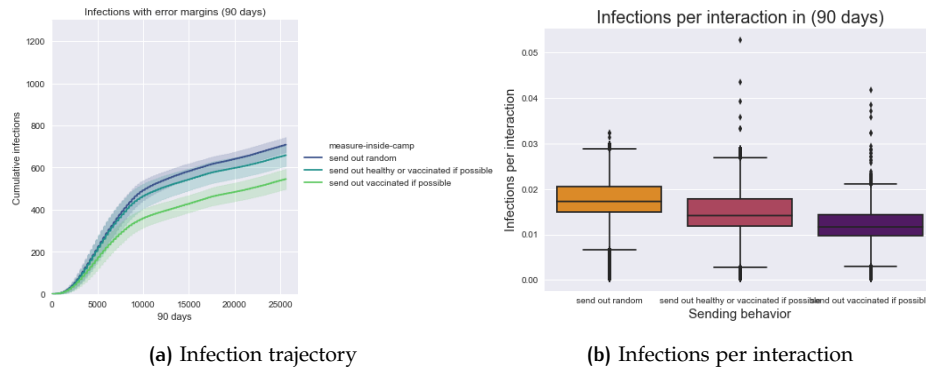 Infections with error margins (90 days)
1200
1000
800
600
400
200
0
Cumulative infections
0 5000 10000 15000 20000 25000
90 days
measure-inside-camp
send out random
send out healthy or vaccinated if possible
send out vaccinated if possible
(a) Infection trajectory
Infections per interaction in (90 days)
0.05
0.04
0.03
0.02
0.01
0.00
Infections per interaction
send out random send out healthy or vaccinated if possible send out vaccinated if possibl
Sending behavior
(b) Infections per interaction